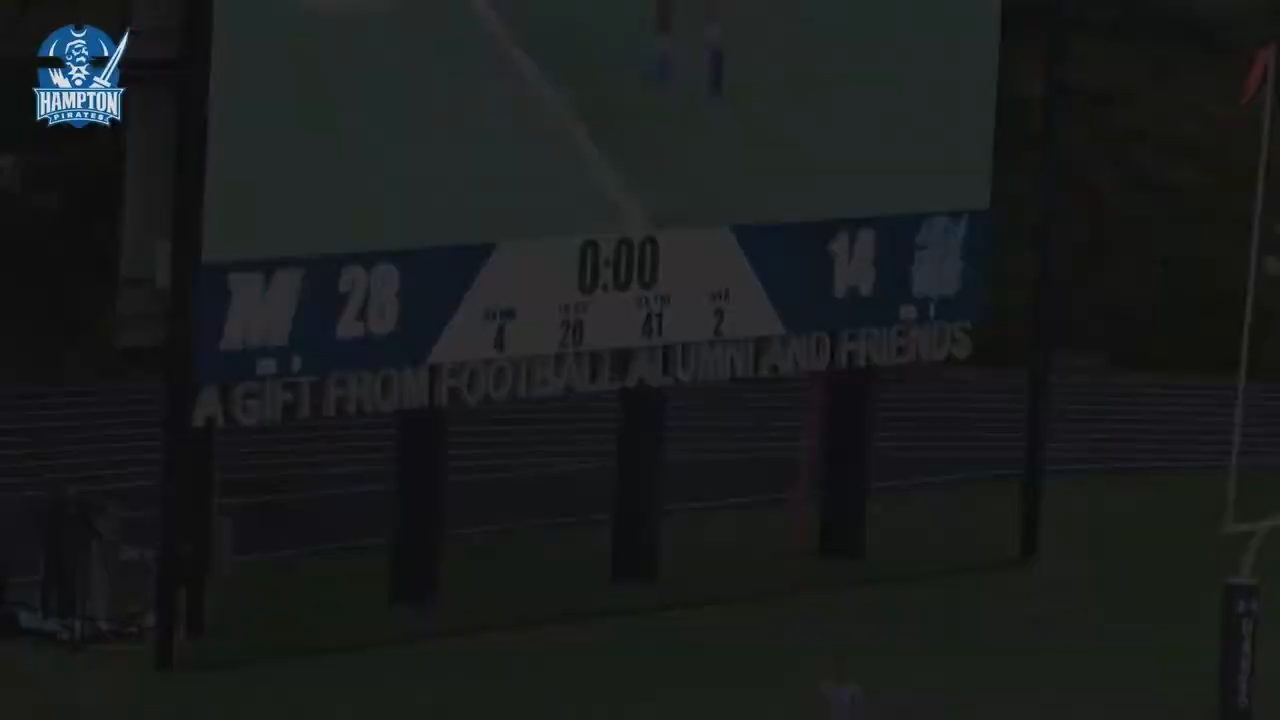 HAMPTON
PIRATES
M 28
0:00
14
4 20 41 2
A GIFT FROM FOOTBALL ALUMNI AND FRIENDS